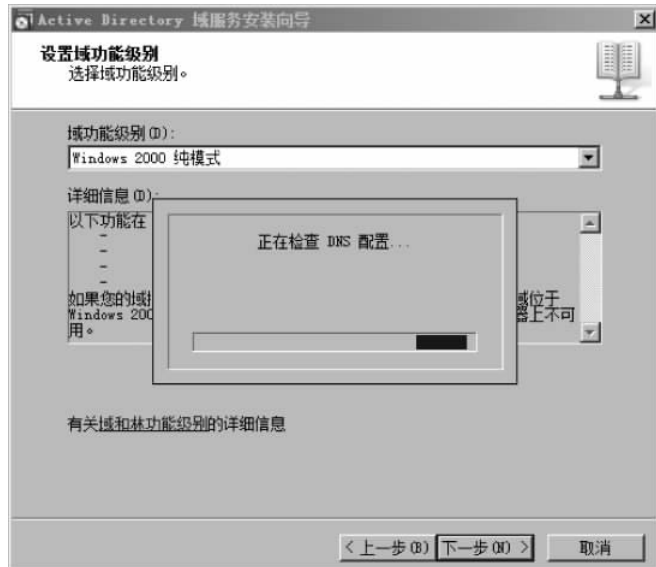 Active Directory 域服务安装向导
设置域功能级别
选择域功能级别。
域功能级别(D):
Windows 2000 纯模式
详细信息(D):
以下功能在
-
-
-
正在检查 DNS 配置...
如果您的域 域位于
Windows 200 器上不可
用。
有关域和林功能级别的详细信息
< 上一步(B) 下一步(N) > 取消